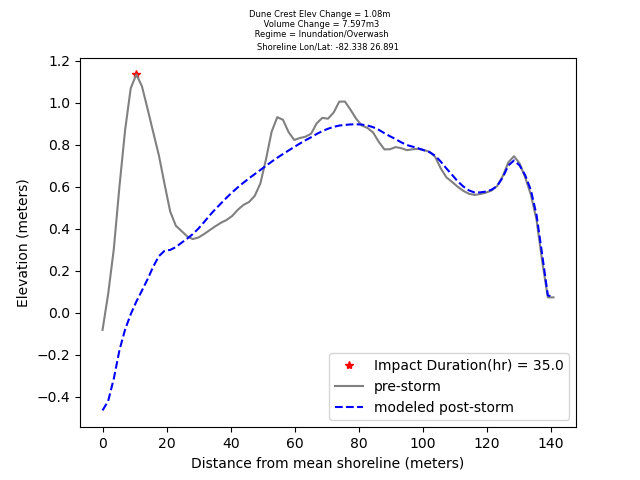 Dune Crest Elev Change = 1.08m
Volume Change = 7.597m3
Regime = Inundation/Overwash
Shoreline Lon/Lat: -82.338 26.891
1.2
1.0
0.8
0.6
0.4
0.2
0.0
−0.2
−0.4
Elevation (meters)
Impact Duration(hr) = 35.0
pre-storm
modeled post-storm
0 20 40 60 80 100 120 140
Distance from mean shoreline (meters)